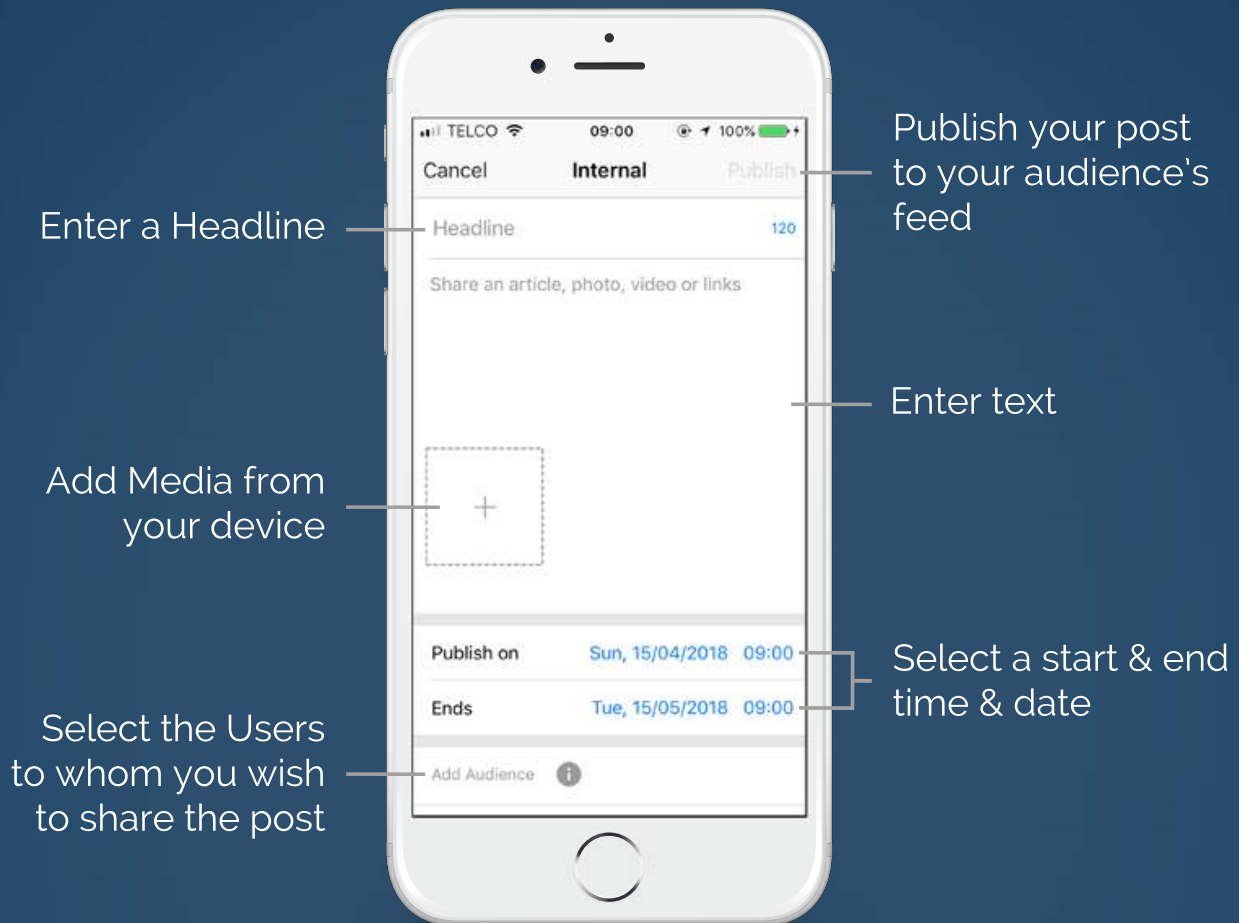 TELCO 09:00 100%
Cancel Internal Publish
Headline 120
Share an article, photo, video or links
+
Publish on Sun, 15/04/2018 09:00
Ends Tue, 15/05/2018 09:00
Add Audience i
Enter a Headline
Add Media from
your device
Select the Users
to whom you wish
to share the post
Publish your post
to your audience's
feed
Enter text
Select a start & end
time & date